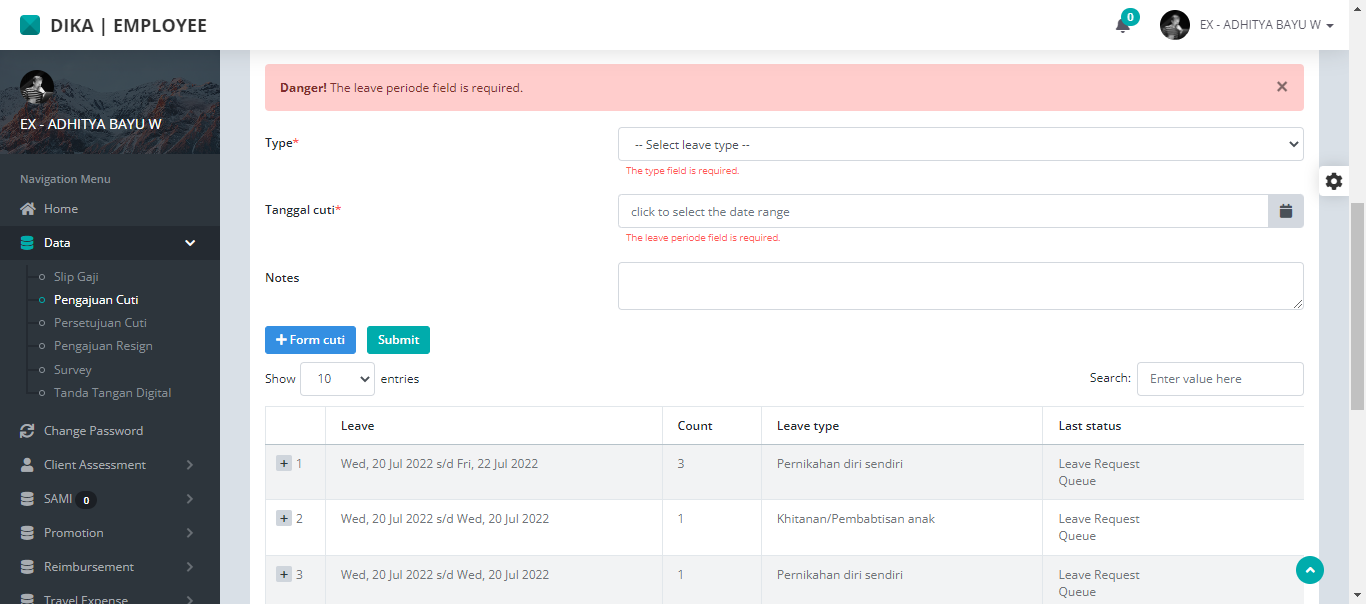 DIKA | EMPLOYEE
0
EX - ADHITYA BAYU W
EX - ADHITYA BAYU W
Navigation Menu
Home
Data
Slip Gaji
Pengajuan Cuti
Persetujuan Cuti
Pengajuan Resign
Survey
Tanda Tangan Digital
Change Password
Client Assessment
SAMI 0
Promotion
Reimbursement
Travel Expense
Danger! The leave periode field is required. ×
Type*
-- Select leave type --
The type field is required.
Tanggal cuti*
click to select the date range
The leave periode field is required.
Notes
+ Form cuti Submit
Show 10 entries Search: Enter value here
Leave Count Leave type Last status
+ 1 Wed, 20 Jul 2022 s/d Fri, 22 Jul 2022 3 Pernikahan diri sendiri Leave Request
Queue
+ 2 Wed, 20 Jul 2022 s/d Wed, 20 Jul 2022 1 Khitanan/Pembabtisan anak Leave Request
Queue
+ 3 Wed, 20 Jul 2022 s/d Wed, 20 Jul 2022 1 Pernikahan diri sendiri Leave Request
Queue